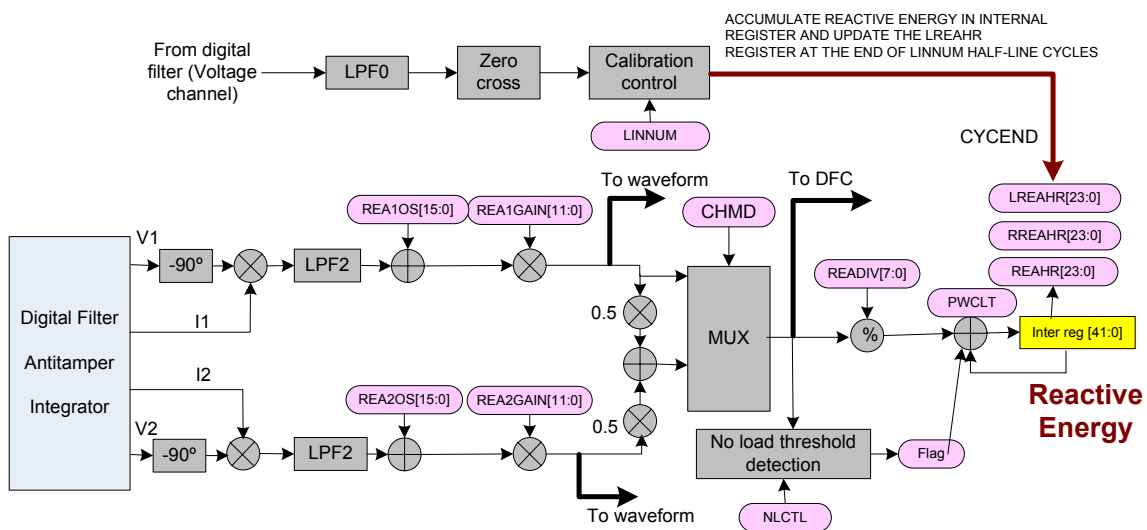 ACCUMULATE REACTIVE ENERGY IN INTERNAL
REGISTER AND UPDATE THE LREAHR
REGISTER AT THE END OF LINNUM HALF-LINE CYCLES
From digital
filter (Voltage
channel)
LPF0
Zero
cross
Calibration
control
LINNUM
CYCEND
To waveform
To DFC
LREAHR[23:0]
REA1OS[15:0]
REA1GAIN[11:0]
CHMD
RREAHR[23:0]
V1
-90º
LPF2
READIV[7:0]
REAHR[23:0]
PWCLT
I1
0.5
Digital Filter
Antitamper
Integrator
MUX
%
Inter reg [41:0]
I2
REA2OS[15:0]
REA2GAIN[11:0]
0.5
Reactive
Energy
V2
-90º
LPF2
No load threshold
detection
Flag
To waveform
NLCTL